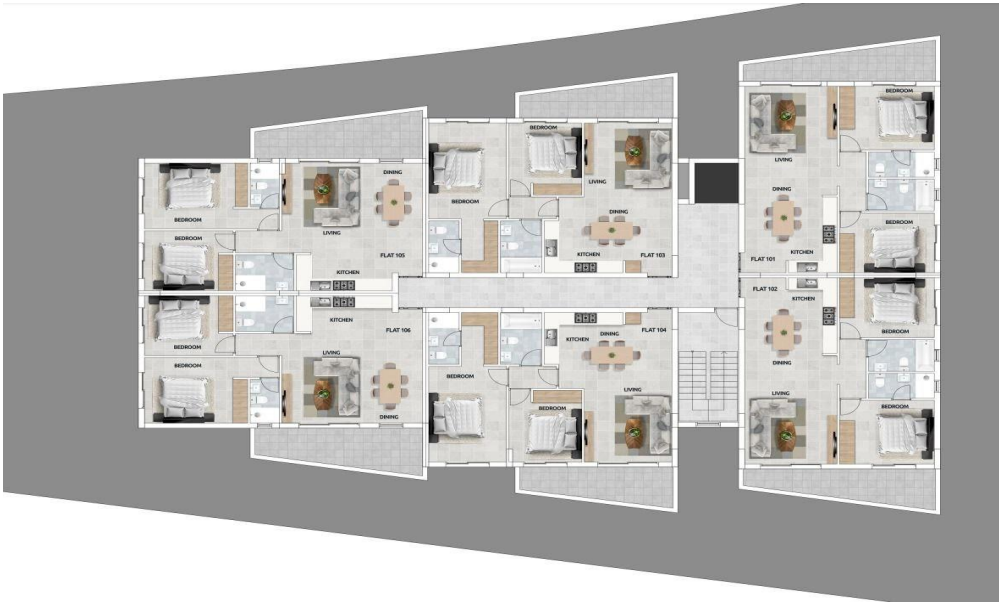 BEDROOM
BEDROOM
DINING
LIVING
BEDROOM
FLAT 105
KITCHEN
BEDROOM
BEDROOM
LIVING
DINING
FLAT 103
KITCHEN
BEDROOM
LIVING
DINING
BEDROOM
KITCHEN
FLAT 101
FLAT 102
KITCHEN
BEDROOM
DINING
LIVING
BEDROOM
KITCHEN
FLAT 106
BEDROOM
LIVING
BEDROOM
DINING
FLAT 104
DINING
KITCHEN
BEDROOM
LIVING
BEDROOM